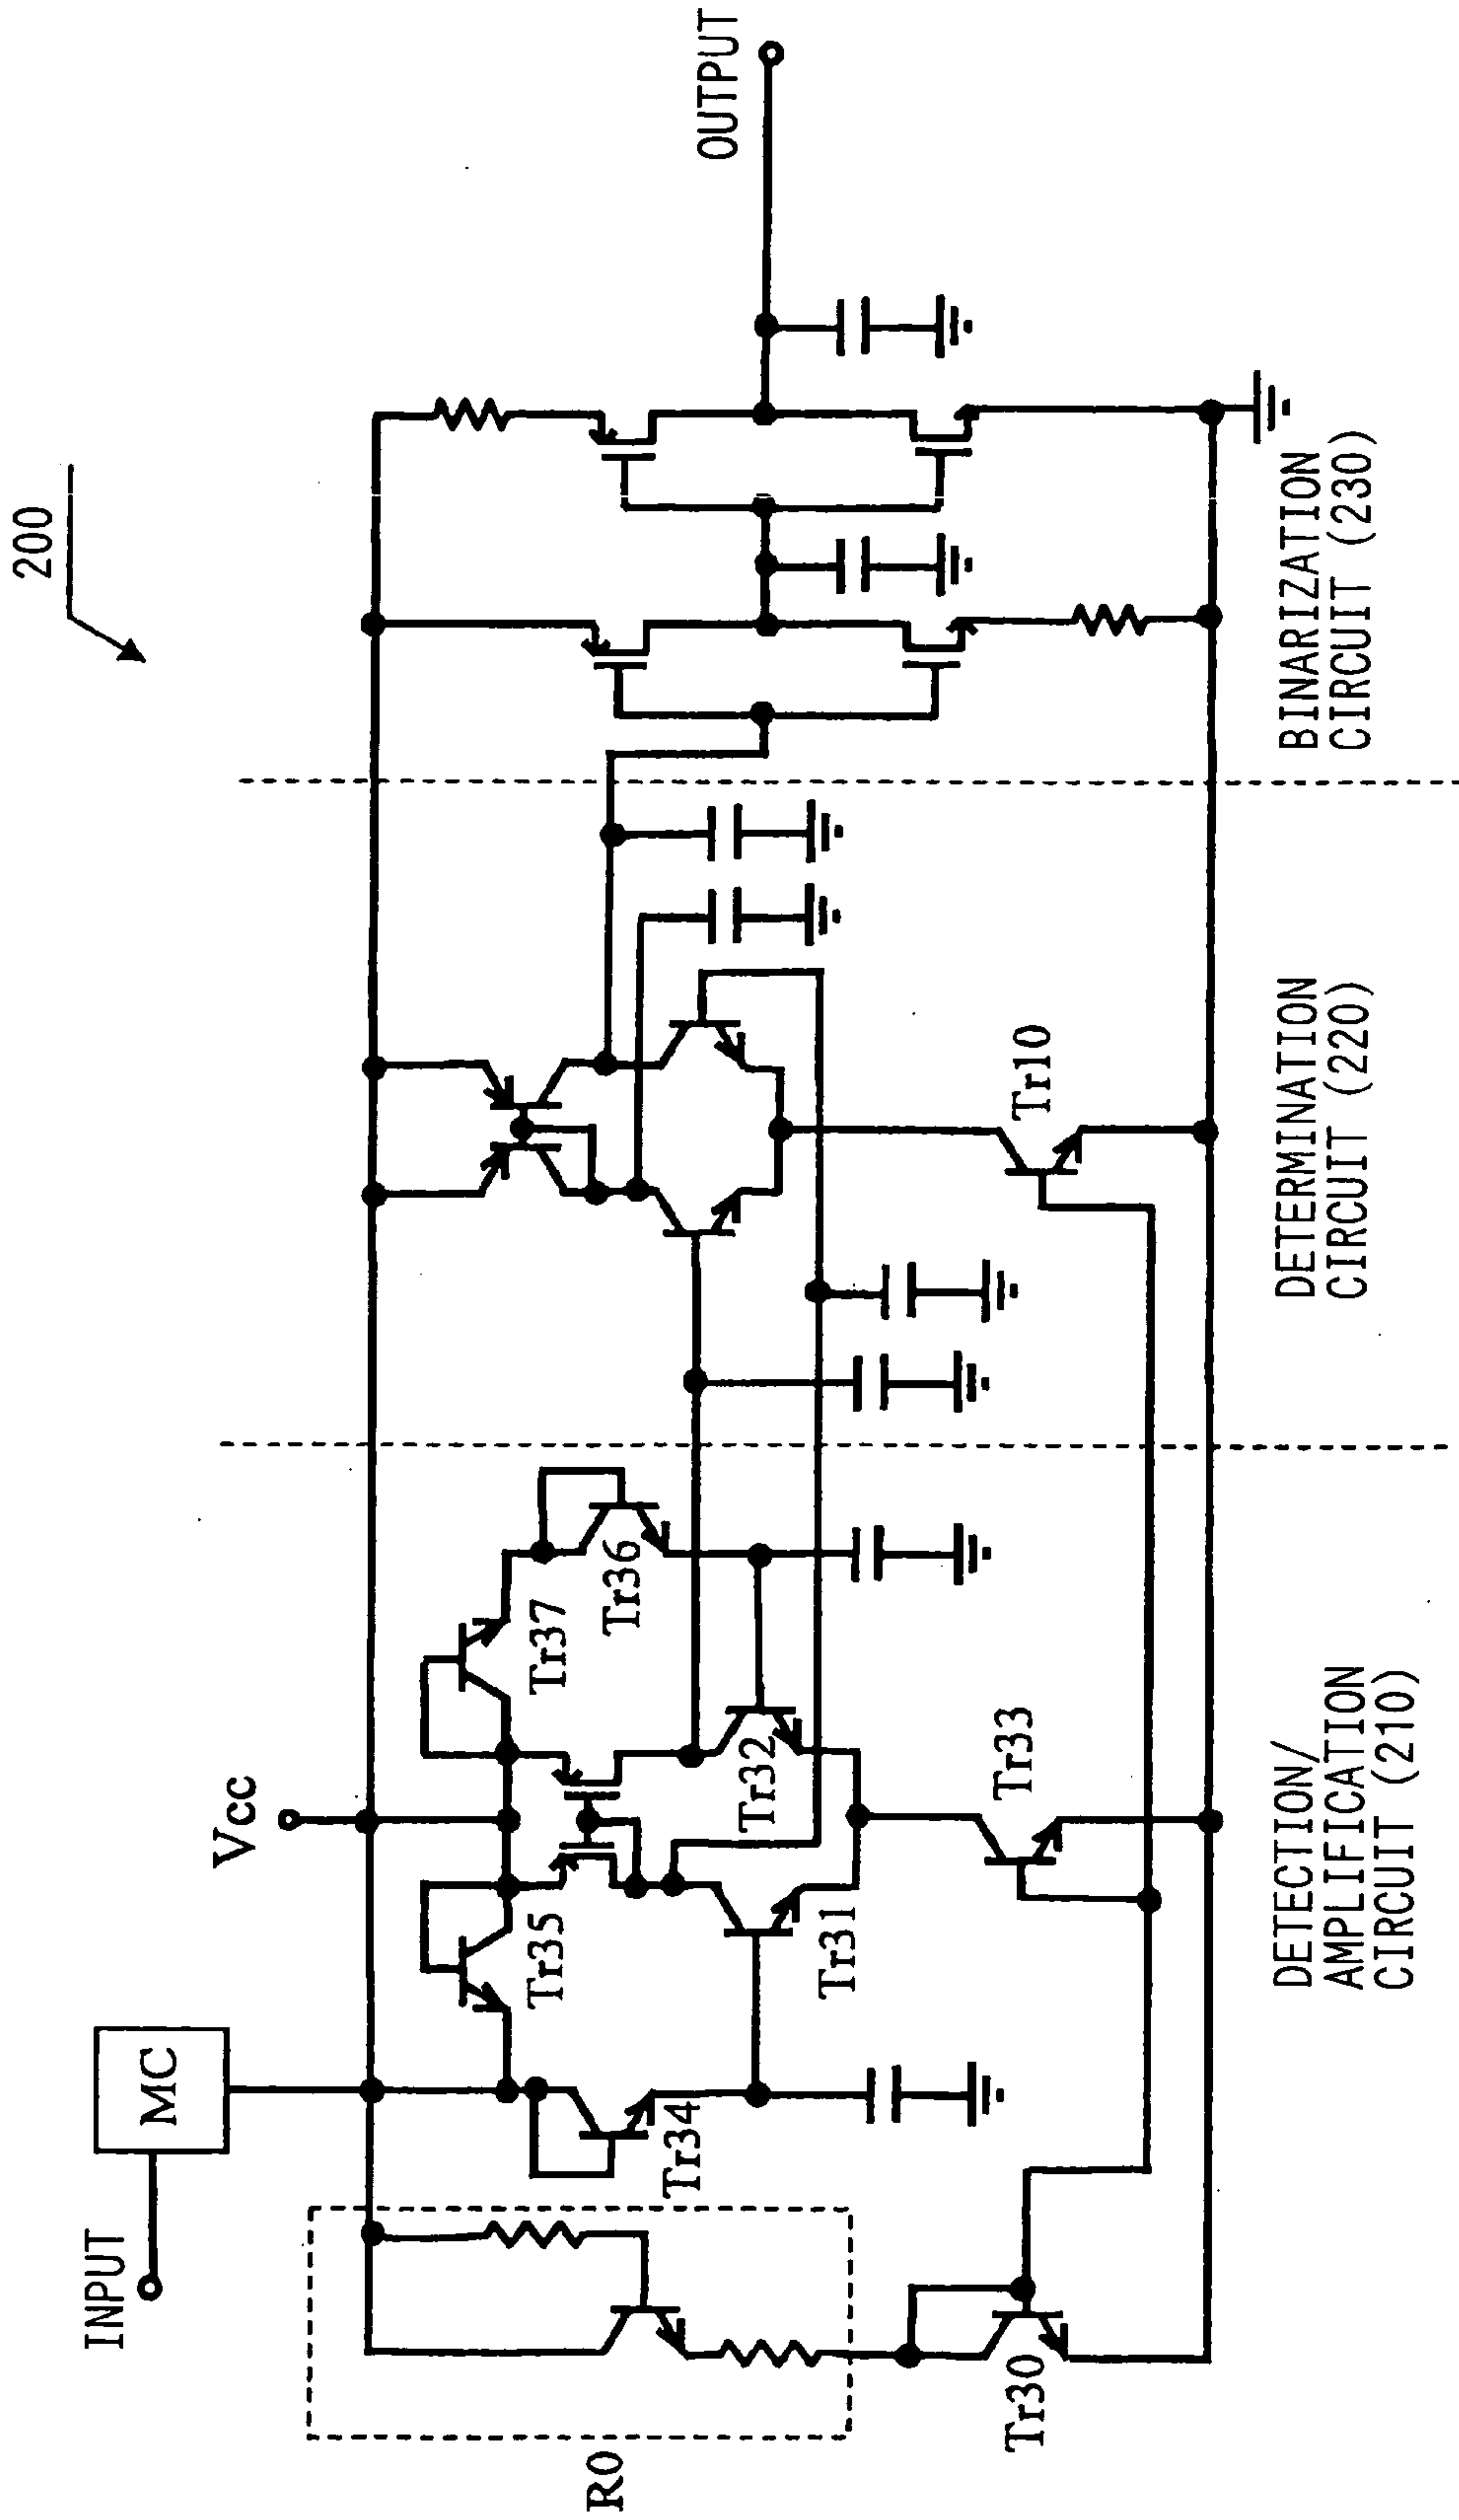 200
INPUT
MC
Vcc
OUTPUT
R0
Tr30
Tr34
Tr35
Tr31
Tr33
Tr32
Tr37
Tr36
Tr10
DETECTION/
AMPLIFICATION
CIRCUIT (210)
DETERMINATION
CIRCUIT (220)
BINARIZATION
CIRCUIT (230)